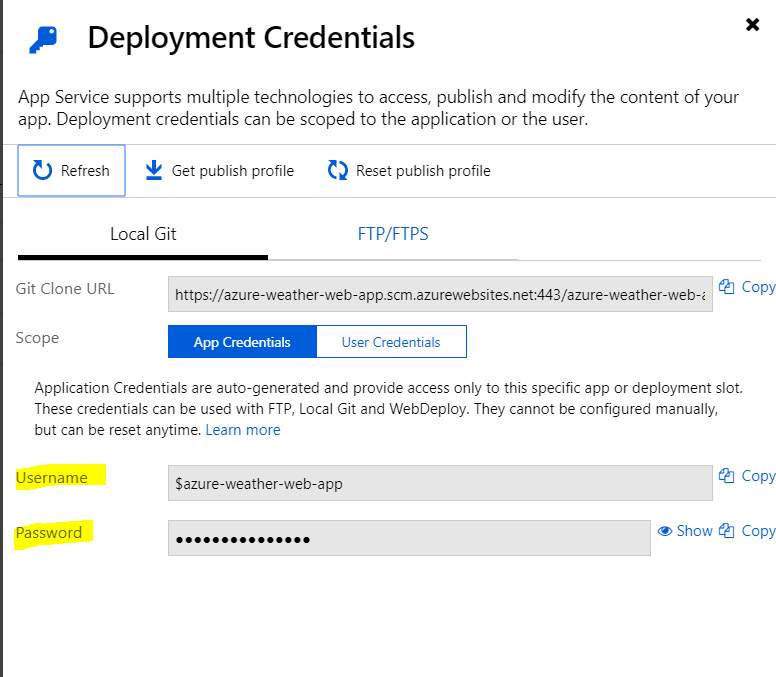 Deployment Credentials
App Service supports multiple technologies to access, publish and modify the content of your
app. Deployment credentials can be scoped to the application or the user.
Refresh Get publish profile Reset publish profile
Local Git FTP/FTPS
Git Clone URL https://azure-weather-web-app.scm.azurewebsites.net:443/azure-weather-web-a Copy
Scope App Credentials User Credentials
Application Credentials are auto-generated and provide access only to this specific app or deployment slot.
These credentials can be used with FTP, Local Git and WebDeploy. They cannot be configured manually,
but can be reset anytime. Learn more
Username $azure-weather-web-app Copy
Password ●●●●●●●●●●●●●●● Show Copy